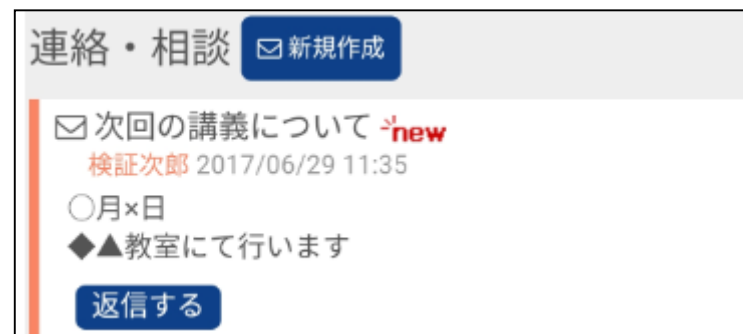 連絡・相談 新規作成
次回の講義について new
検証次郎 2017/06/29 11:35
○月×日
◆▲教室にて行います
返信する